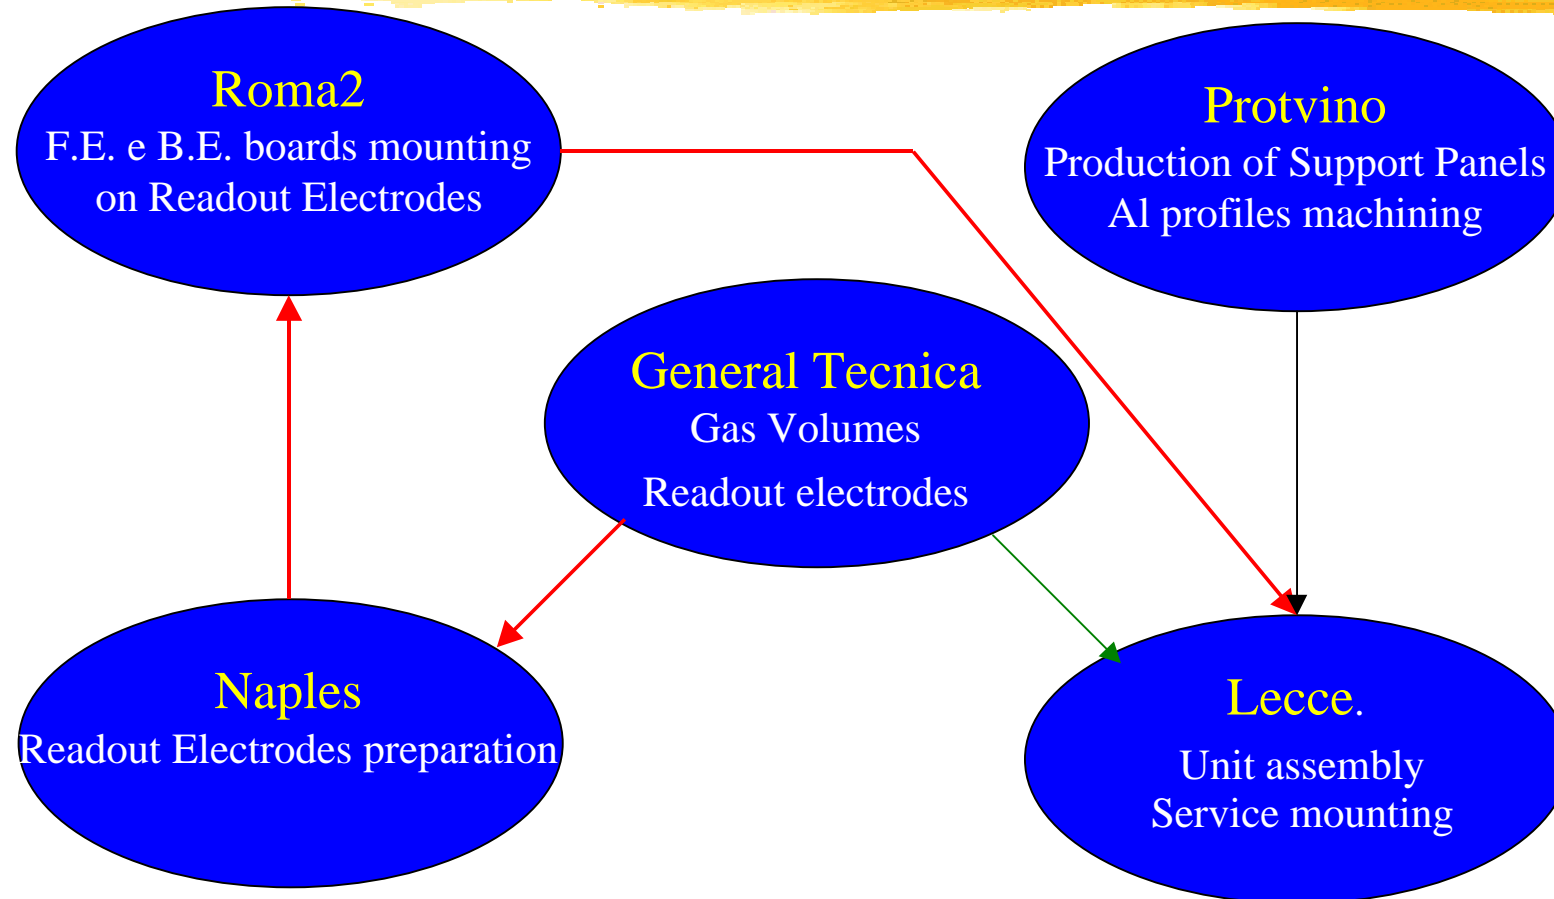 Roma2
F.E. e B.E. boards mounting
on Readout Electrodes
Protvino
Production of Support Panels
Al profiles machining
General Tecnica
Gas Volumes
Readout electrodes
Naples
Readout Electrodes preparation
Lecce.
Unit assembly
Service mounting